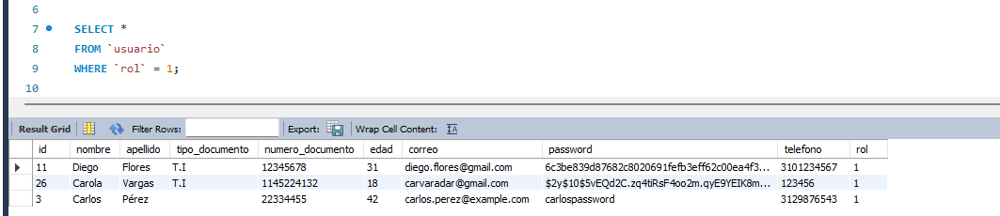 6
7 SELECT *
8 FROM `usuario`
9 WHERE `rol` = 1;
10
Result Grid Filter Rows: Export: Wrap Cell Content: IA
id nombre apellido tipo_documento numero_documento edad correo password telefono rol
11 Diego Flores T.I 12345678 31 diego.flores@gmail.com 6c3be839d87682c8020691fefb3eff62c00ea4f3... 3101234567 1
26 Carola Vargas T.I 1145224132 18 carvaradar@gmail.com $2y$10$5vEQd2C.zq4tiRsF4oo2m.qyE9YEIK8m... 123456 1
3 Carlos Pérez 22334455 42 carlos.perez@example.com carlospassword 3129876543 1